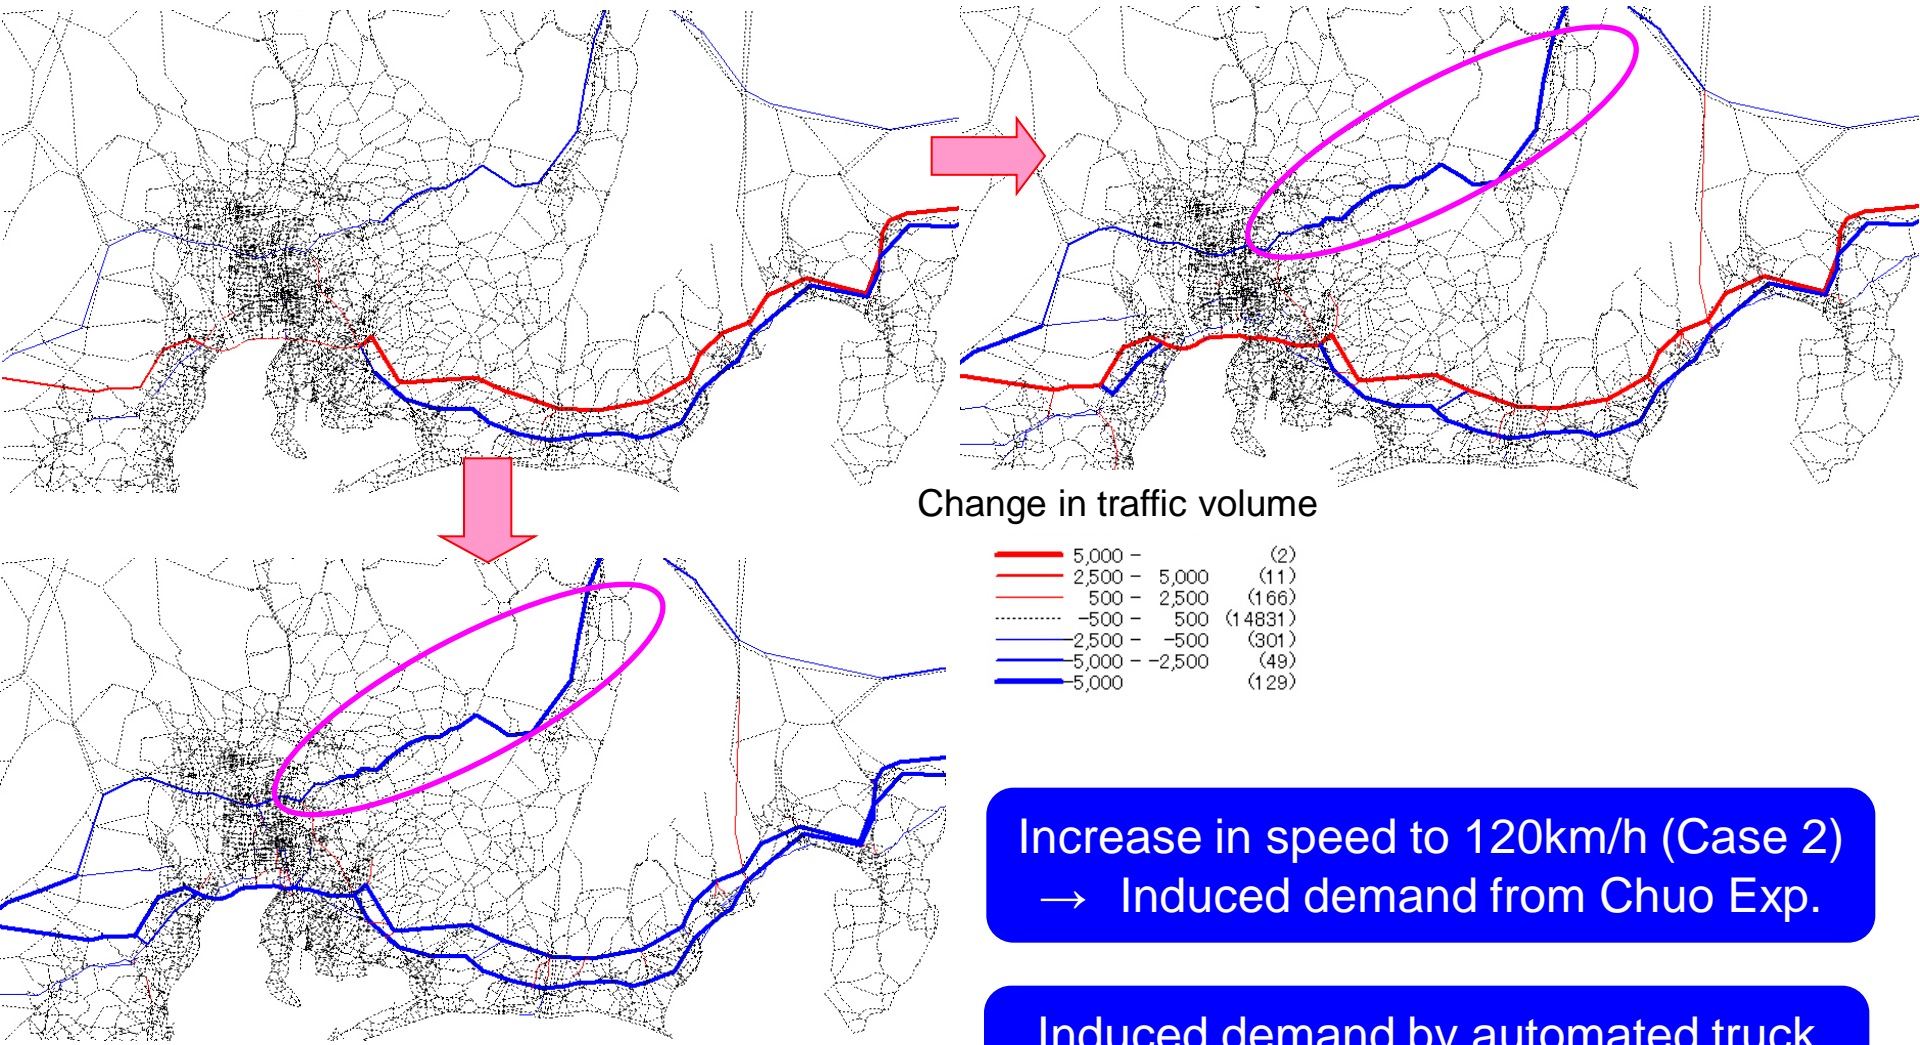 Change in traffic volume
5,000 - (2)
2,500 - 5,000 (11)
500 - 2,500 (166)
-500 - 500 (14831)
-2,500 - -500 (301)
-5,000 - -2,500 (49)
-5,000 (129)
Increase in speed to 120km/h (Case 2)
→ Induced demand from Chuo Exp.
Induced demand by automated truck